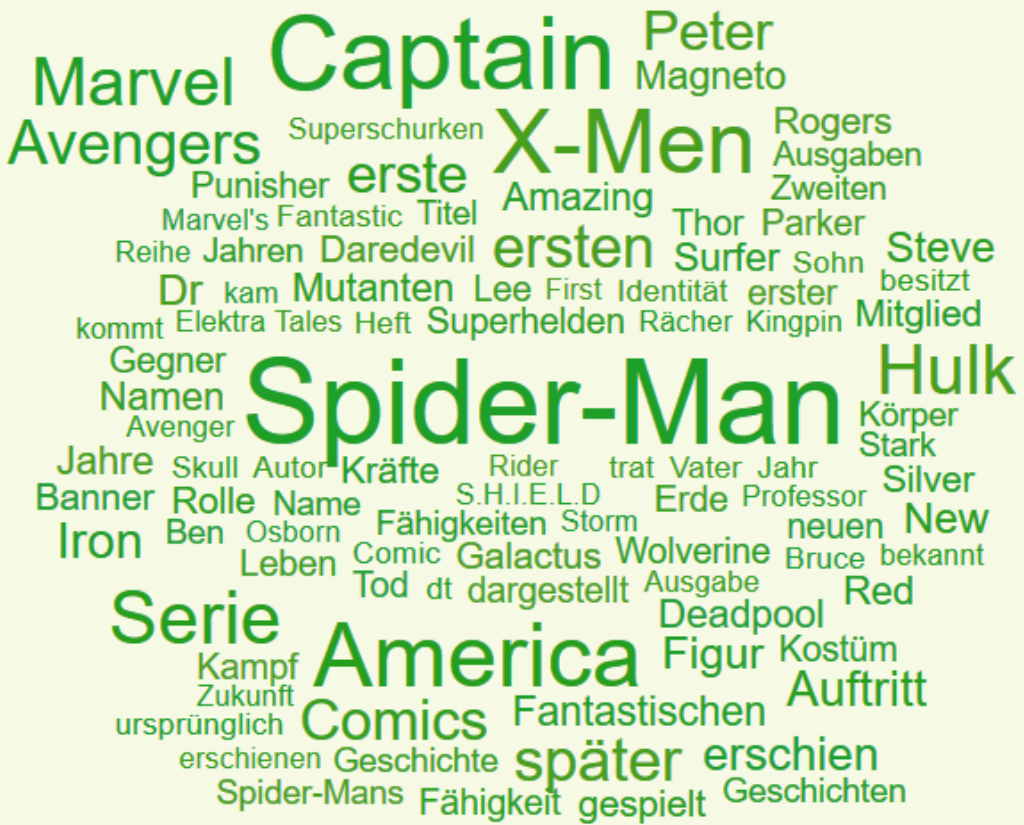 Captain Peter
Marvel Magneto
Avengers Superschurken X-Men Rogers
Ausgaben
Punisher erste Amazing Zweiten
Marvel's Fantastic Titel Thor Parker
Reihe Jahren Daredevil ersten Surfer Sohn Steve
Dr kam Mutanten Lee First Identität erster besitzt
kommt Elektra Tales Heft Superhelden Rächer Kingpin Mitglied
Gegner Hulk
Namen Spider-Man Körper
Avenger Stark
Jahre Skull Autor Kräfte Rider trat Vater Jahr Silver
Banner Rolle Name S.H.I.E.L.D Erde Professor
Iron Ben Osborn Fähigkeiten Storm neuen New
Leben Comic Galactus Wolverine Bruce bekannt
Tod dt dargestellt Ausgabe Red
Serie Deadpool
Kampf America Figur Kostüm
Zukunft Auftritt
ursprünglich Comics Fantastischen
erschienen Geschichte später erschien
Spider-Mans Fähigkeit gespielt Geschichten